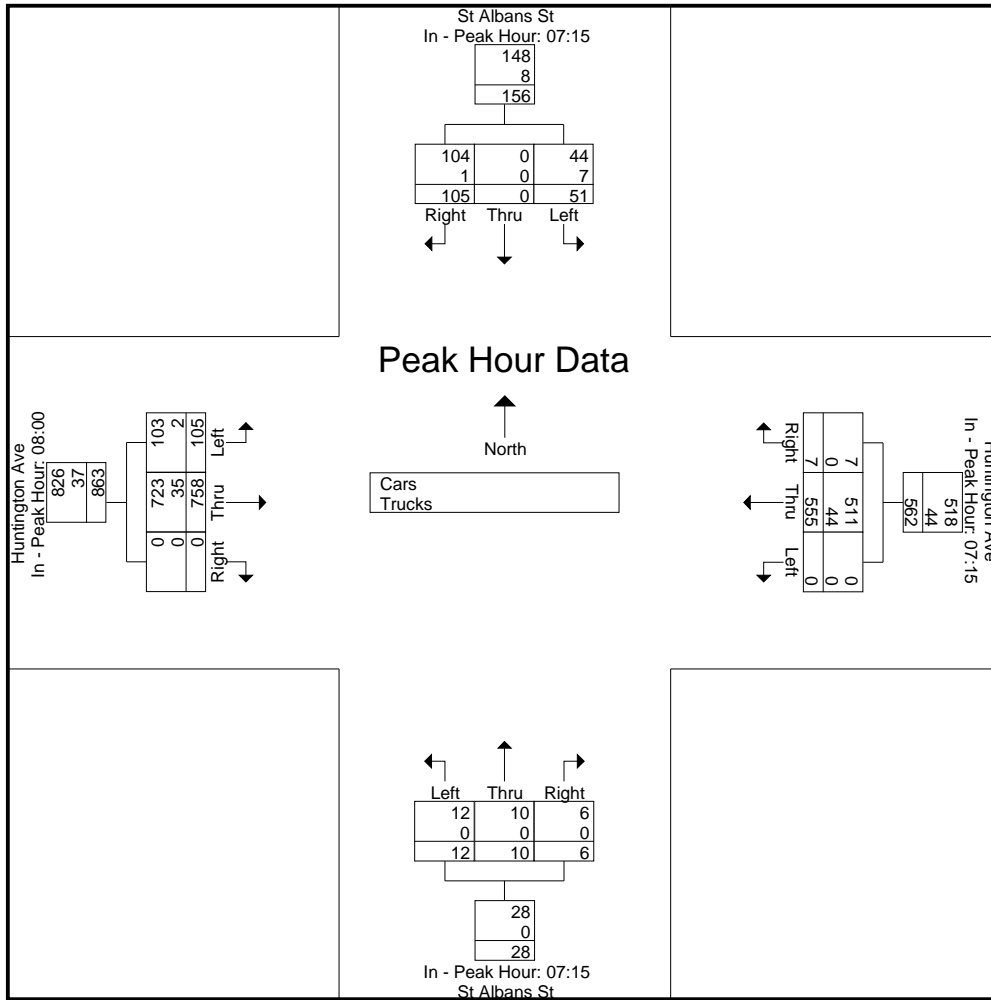 St Albans St
In - Peak Hour: 07:15
148
8
156
104 0 44
1 0 7
105 0 51
Right Thru Left
Peak Hour Data
North
Cars
Trucks
Huntington Ave
In - Peak Hour: 08:00
826
37
863
103 2 105
Left
723 35 758
Thru
0 0 0
Right
Right
7 0 7
Thru
511 44 555
Left
0 0 0
518
44
562
Huntington Ave
In - Peak Hour: 07:15
Left Thru Right
12 10 6
0 0 0
12 10 6
28
0
28
In - Peak Hour: 07:15
St Albans St